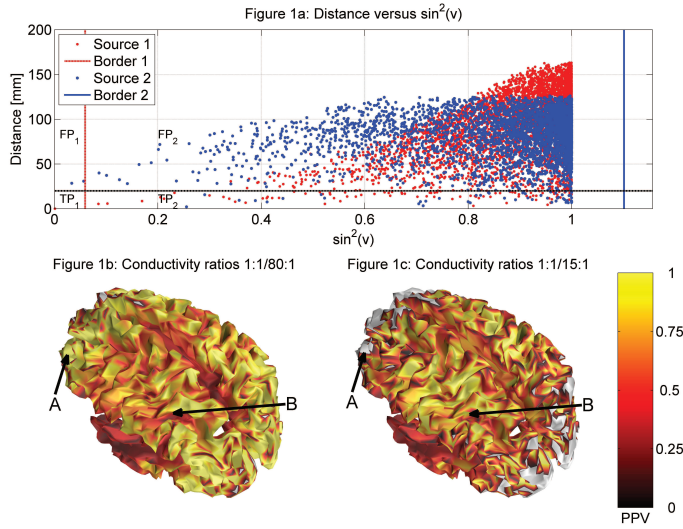 Figure 1a: Distance versus sin²(v)
Distance [mm]
200
150
100
50
0
Source 1
Border 1
Source 2
Border 2
FP₁
FP₂
TP₁
TP₂
0
0.2
0.4
0.6
0.8
1
sin²(v)
Figure 1b: Conductivity ratios 1:1/80:1
Figure 1c: Conductivity ratios 1:1/15:1
A
B
A
B
1
0.75
0.5
0.25
0
PPV